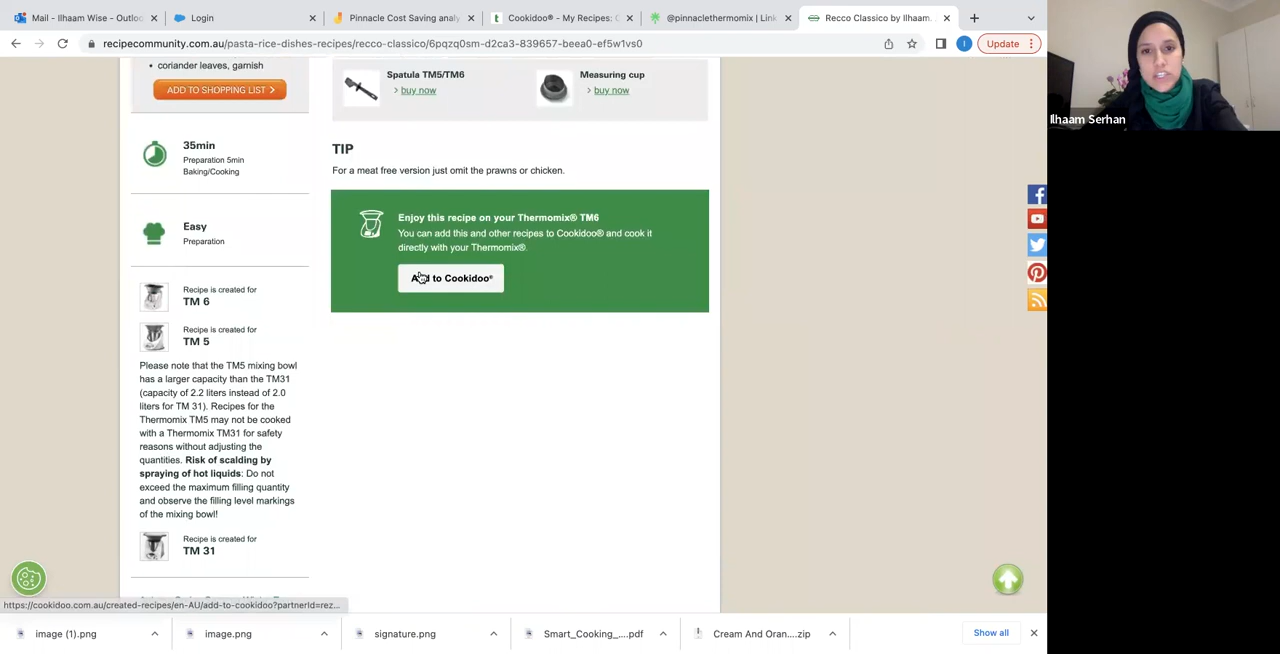 Mail - Ilhaam Wise - Outloo
Login
Pinnacle Cost Saving analy
Cookidoo® - My Recipes: C
@pinnaclethermomix | Link
Recco Classico by Ilhaam.
recipecommunity.com.au/pasta-rice-dishes-recipes/recco-classico/6pqzq0sm-d2ca3-839657-beea0-ef5w1vs0
I
Update
coriander leaves, garnish
ADD TO SHOPPING LIST
Spatula TM5/TM6
buy now
Measuring cup
buy now
35min
Preparation 5min
Baking/Cooking
Easy
Preparation
Recipe is created for
TM 6
Recipe is created for
TM 5
Please note that the TM5 mixing bowl
has a larger capacity than the TM31
(capacity of 2.2 liters instead of 2.0
liters for TM 31). Recipes for the
Thermomix TM5 may not be cooked
with a Thermomix TM31 for safety
reasons without adjusting the
quantities. Risk of scalding by
spraying of hot liquids: Do not
exceed the maximum filling quantity
and observe the filling level markings
of the mixing bowl!
Recipe is created for
TM 31
TIP
For a meat free version just omit the prawns or chicken.
Enjoy this recipe on your Thermomix® TM6
You can add this and other recipes to Cookidoo® and cook it
directly with your Thermomix®.
Add to Cookidoo®
Ilhaam Serhan
https://cookidoo.com.au/created-recipes/en-AU/add-to-cookidoo?partnerId=rez...
image (1).png
image.png
signature.png
Smart_Cooking_....pdf
Cream And Oran....zip
Show all